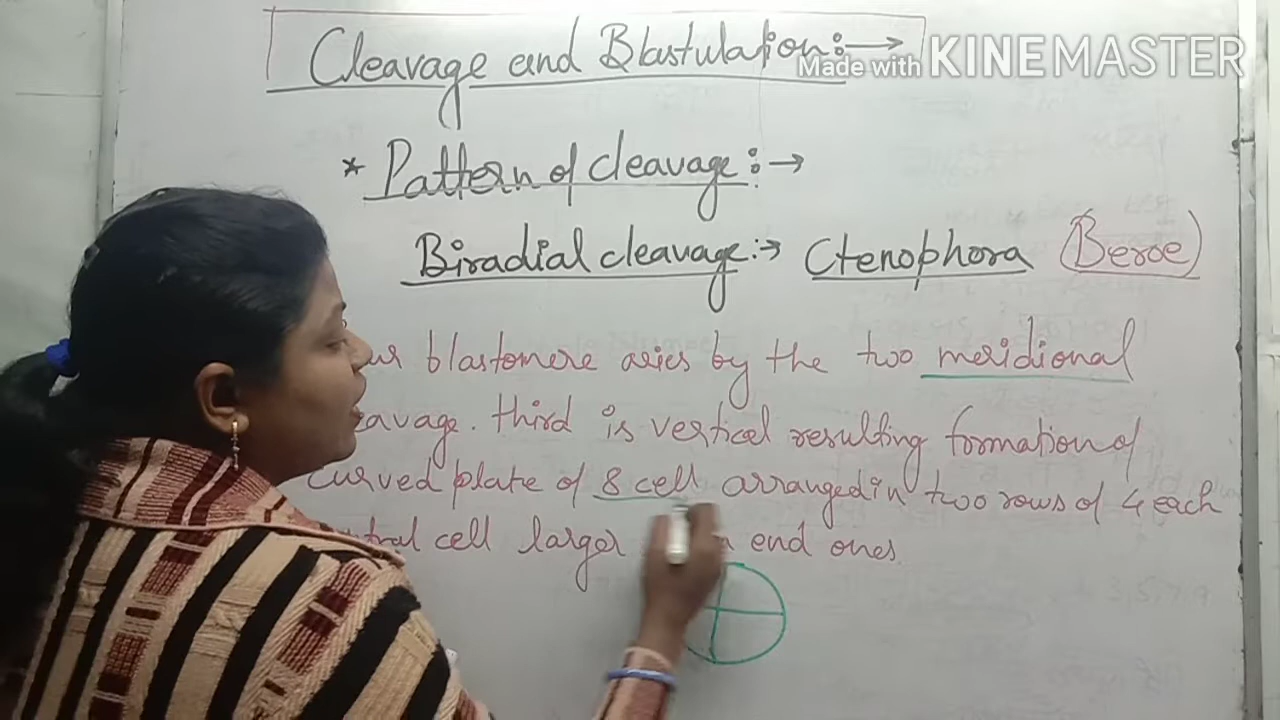 Cleavage and Blastulation:→
Made with KINEMASTER
* Pattern of cleavage:→
Biradial cleavage:→ Ctenophora (Beroe)
blastomere aries by the two meridional
third is vertical resulting formation of
curved plate of 8 cell arranged in two rows of 4 each
cell larger end ones.